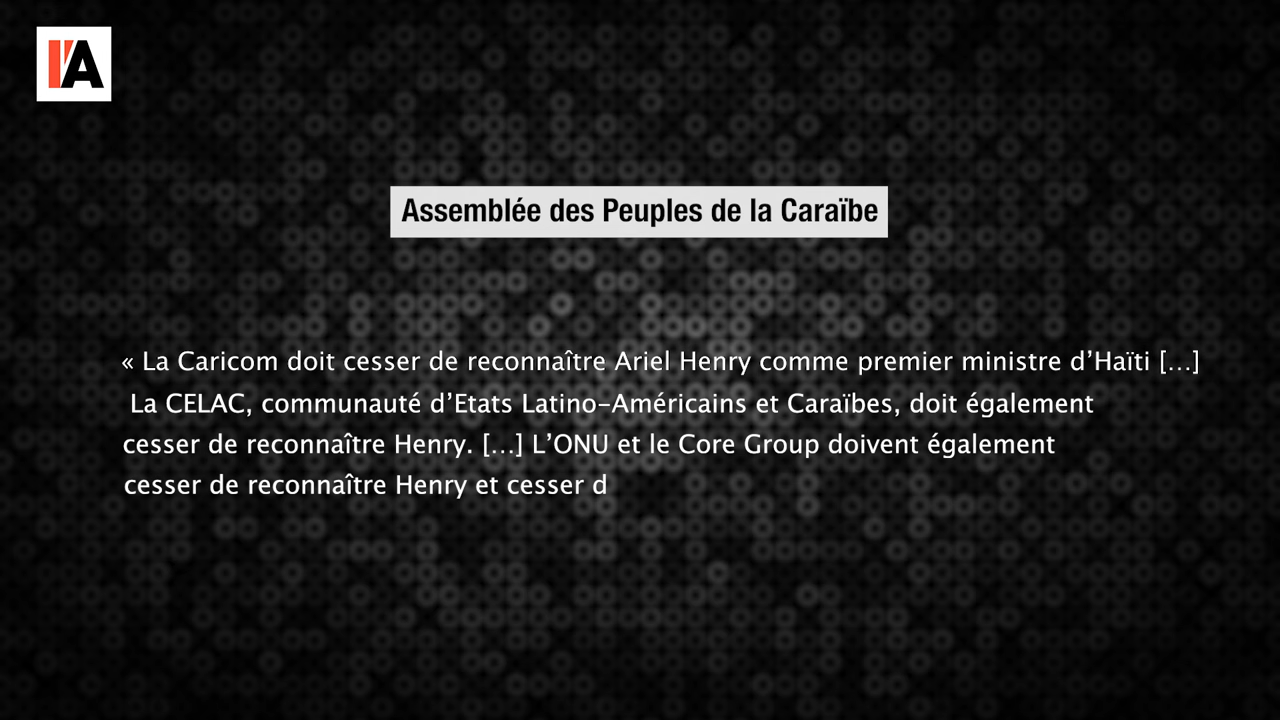 l'A
Assemblée des Peuples de la Caraïbe
« La Caricom doit cesser de reconnaître Ariel Henry comme premier ministre d’Haïti […]
La CELAC, communauté d’Etats Latino-Américains et Caraïbes, doit également
cesser de reconnaître Henry. […] L’ONU et le Core Group doivent également
cesser de reconnaître Henry et cesser d